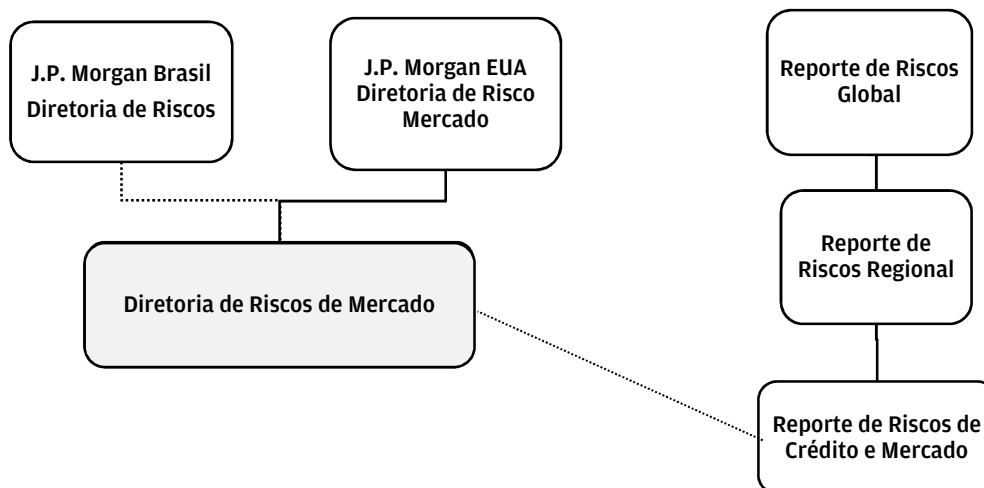 J.P. Morgan Brasil
Diretoria de Riscos
J.P. Morgan EUA
Diretoria de Risco
Mercado
Reporte de Riscos
Global
Reporte de
Riscos Regional
Diretoria de Riscos de Mercado
Reporte de Riscos de
Crédito e Mercado